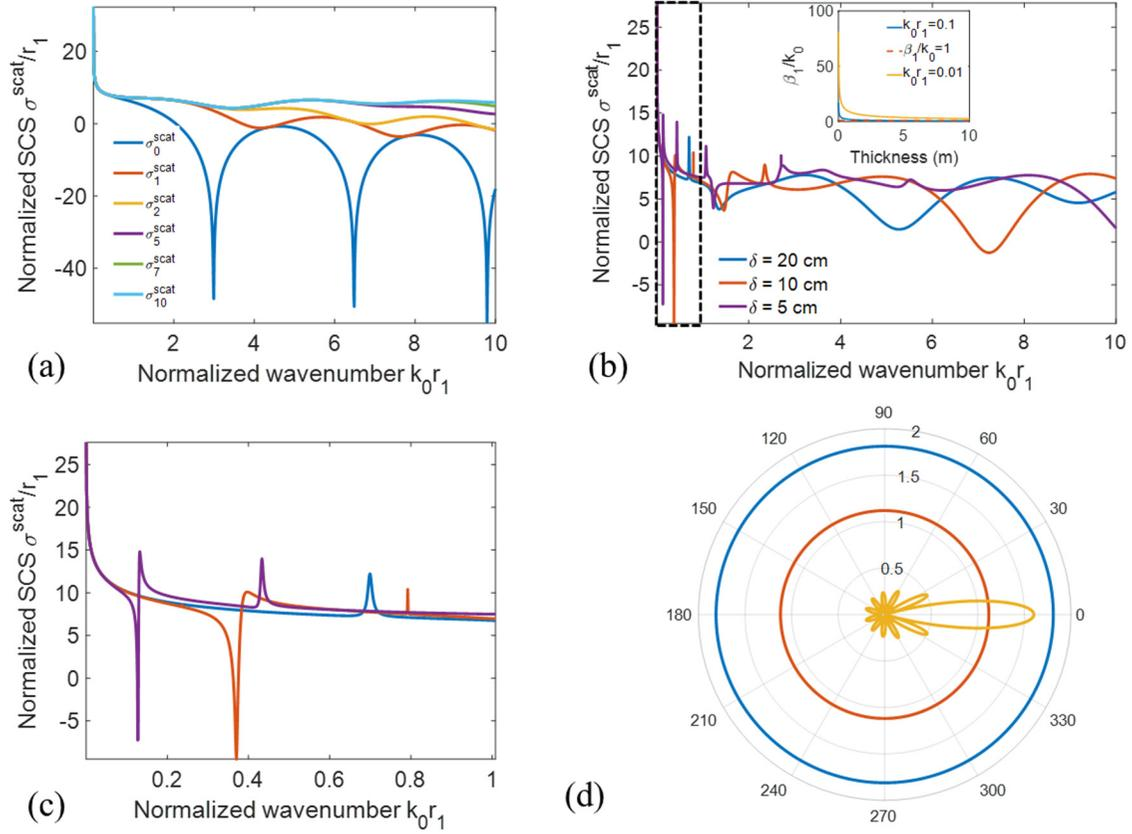 Normalized SCS σ^scat/r_1
20
0
-20
-40
σ_0^scat
σ_1^scat
σ_2^scat
σ_5^scat
σ_7^scat
σ_10^scat
2 4 6 8 10
Normalized wavenumber k_0r_1
(a)
Normalized SCS σ^scat/r_1
25
20
15
10
5
0
-5
100
50
0
β_1/k_0
k_0r_1=0.1
β_1/k_0=1
k_0r_1=0.01
0 5 10
Thickness (m)
δ = 20 cm
δ = 10 cm
δ = 5 cm
2 4 6 8 10
Normalized wavenumber k_0r_1
(b)
Normalized SCS σ^scat/r_1
25
20
15
10
5
0
-5
0.2 0.4 0.6 0.8 1
Normalized wavenumber k_0r_1
(c)
90
120 2 60
1.5
150 30
1
0.5
180 0
210 330
240 300
270
(d)